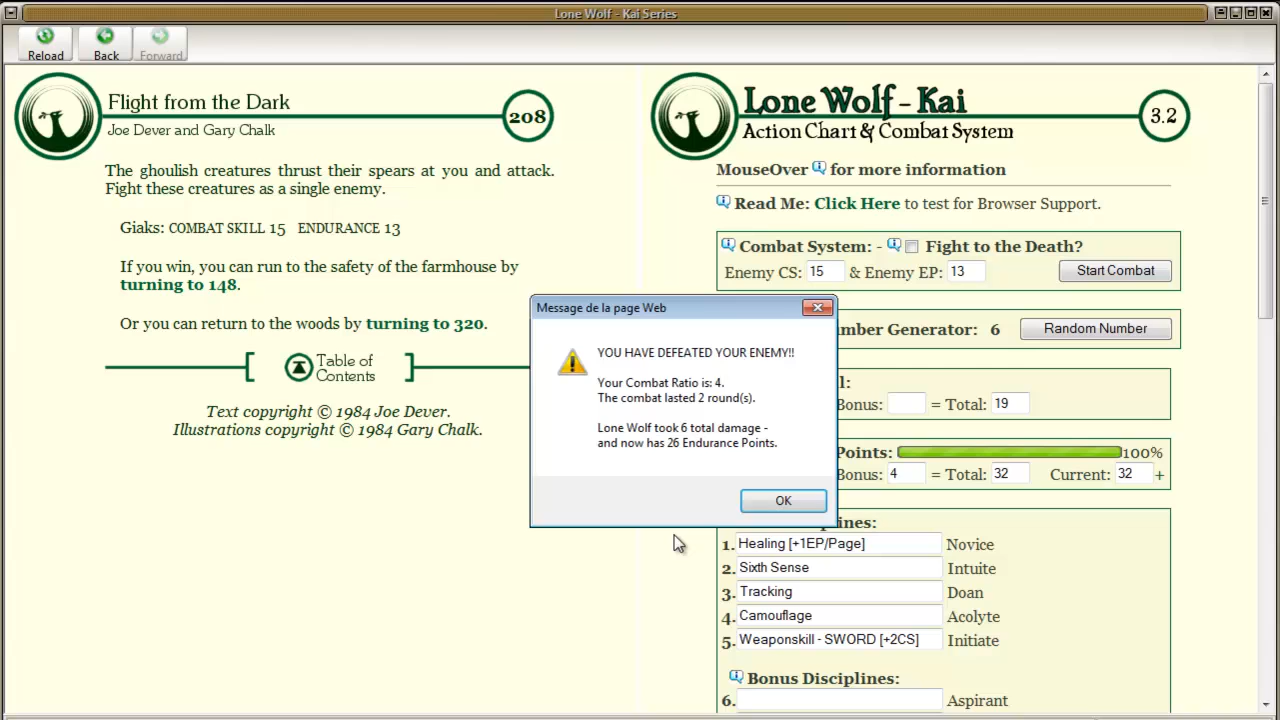 Lone Wolf - Kai Series
Reload
Back
Forward
Flight from the Dark
Joe Dever and Gary Chalk
208
The ghoulish creatures thrust their spears at you and attack.
Fight these creatures as a single enemy.
Giaks: COMBAT SKILL 15 ENDURANCE 13
If you win, you can run to the safety of the farmhouse by
turning to 148.
Or you can return to the woods by turning to 320.
Table of
Contents
Text copyright © 1984 Joe Dever.
Illustrations copyright © 1984 Gary Chalk.
Lone Wolf - Kai
Action Chart & Combat System
3.2
MouseOver for more information
Read Me: Click Here to test for Browser Support.
Combat System: - Fight to the Death?
Enemy CS: 15 & Enemy EP: 13 Start Combat
umber Generator: 6 Random Number
l:
Bonus: = Total: 19
Points: 100%
Bonus: 4 = Total: 32 Current: 32 +
Message de la page Web
YOU HAVE DEFEATED YOUR ENEMY!!
Your Combat Ratio is: 4.
The combat lasted 2 round(s).
Lone Wolf took 6 total damage -
and now has 26 Endurance Points.
OK
plines:
1. Healing [+1EP/Page] Novice
2. Sixth Sense Intuite
3. Tracking Doan
4. Camouflage Acolyte
5. Weaponskill - SWORD [+2CS] Initiate
Bonus Disciplines:
6. Aspirant